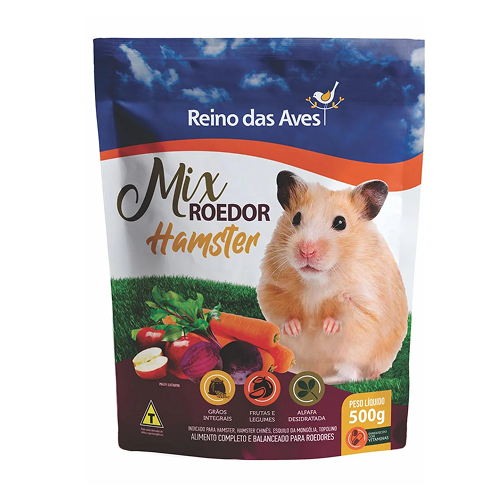 Reino das Aves
Mix
ROEDOR
Hamster
GRÃOS
INTEGRAIS
FRUTAS E
LEGUMES
ALFAFA
DESIDRATADA
PESO LÍQUIDO
500g
T
VITAMINAS
INDICADO PARA HAMSTER, HAMSTER CHINÊS, ESQUILO DA MONGÓLIA, TOPOLINO
ALIMENTO COMPLETO E BALANCEADO PARA ROEDORES